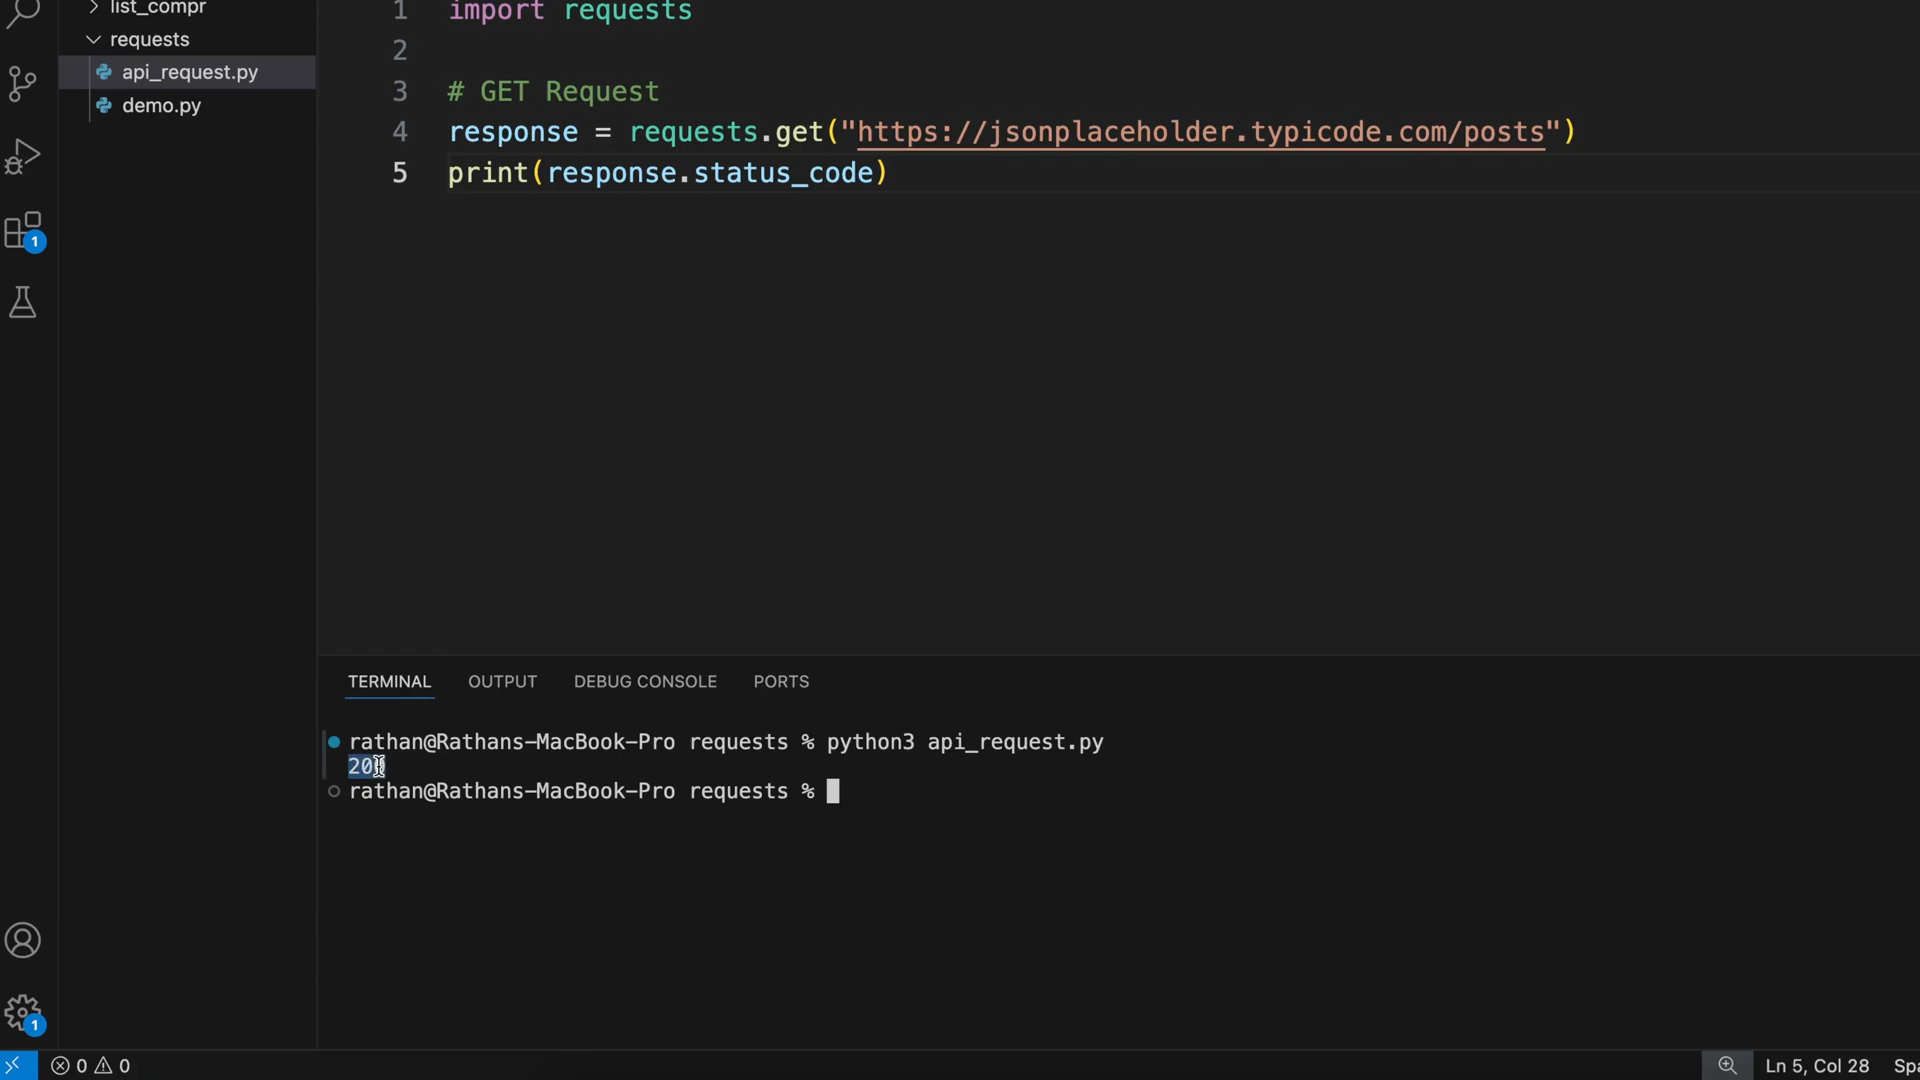 list_compr
requests
api_request.py
demo.py
1
1
1 import requests
2
3 # GET Request
4 response = requests.get("https://jsonplaceholder.typicode.com/posts")
5 print(response.status_code)
TERMINAL OUTPUT DEBUG CONSOLE PORTS
rathan@Rathans-MacBook-Pro requests % python3 api_request.py
200
rathan@Rathans-MacBook-Pro requests %
0 0
Ln 5, Col 28